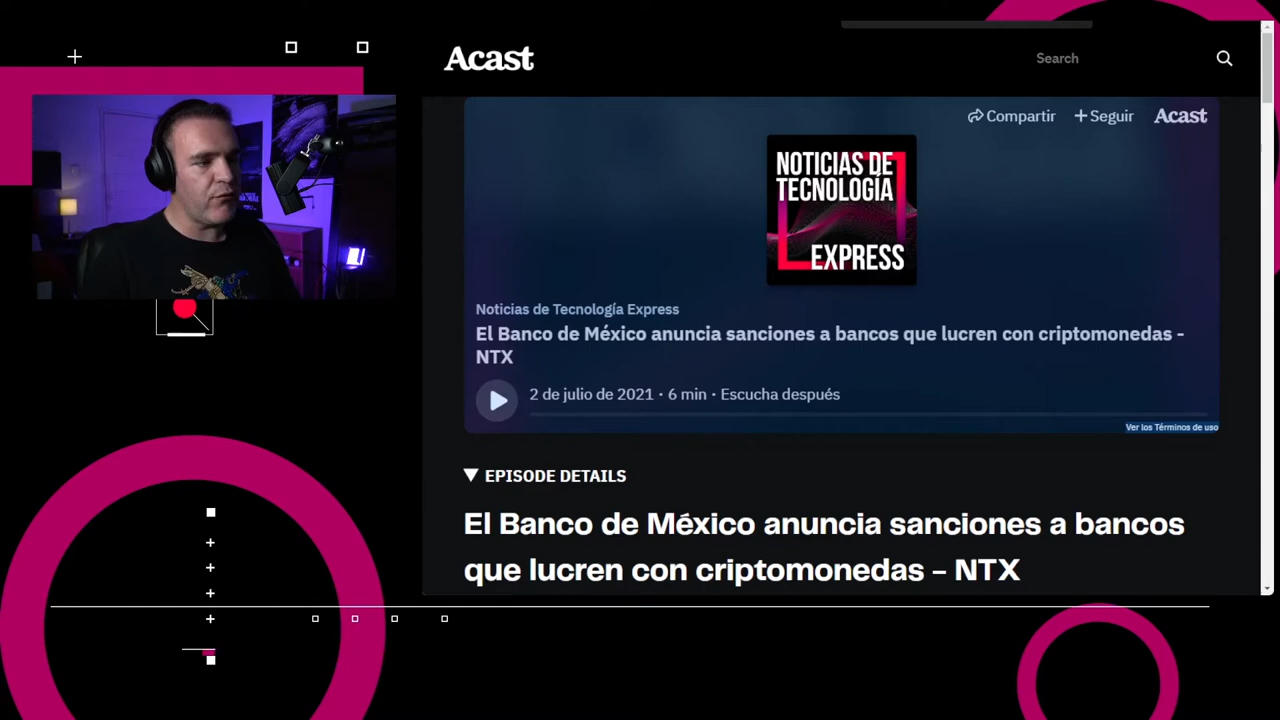 Acast
Search
Compartir
Seguir
Acast
NOTICIAS DE
TECNOLOGÍA
EXPRESS
Noticias de Tecnología Express
El Banco de México anuncia sanciones a bancos que lucren con criptomonedas -
NTX
2 de julio de 2021 · 6 min · Escucha después
Ver los Términos de uso
EPISODE DETAILS
El Banco de México anuncia sanciones a bancos
que lucren con criptomonedas – NTX